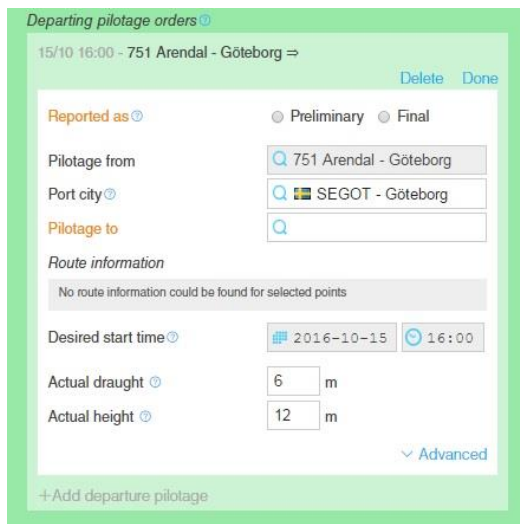 Departing pilotage orders
15/10 16:00 - 751 Arendal - Göteborg ⇒
Delete Done
Reported as Preliminary Final
Pilotage from 751 Arendal - Göteborg
Port city SEGOT - Göteborg
Pilotage to
Route information
No route information could be found for selected points
Desired start time 2016-10-15 16:00
Actual draught 6 m
Actual height 12 m
Advanced
+Add departure pilotage